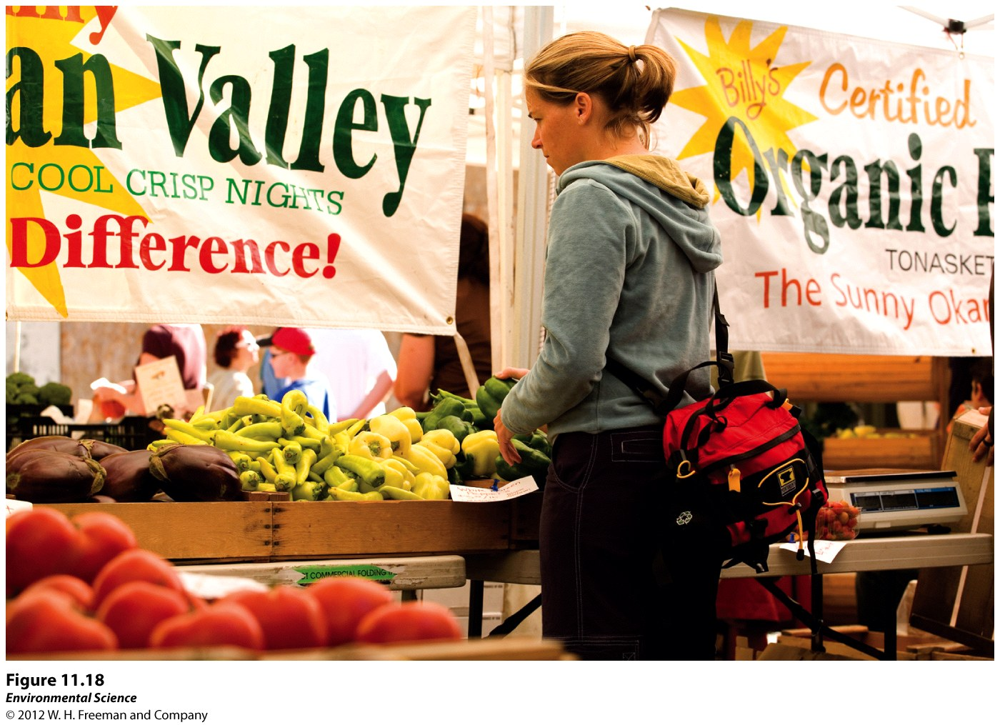 ny
an Valley
COOL CRISP NIGHTS
Difference!
Billy's
Certified
Organic
TONASKET
The Sunny Okan
COMMERCIAL FOLDING
Figure 11.18
Environmental Science
© 2012 W. H. Freeman and Company